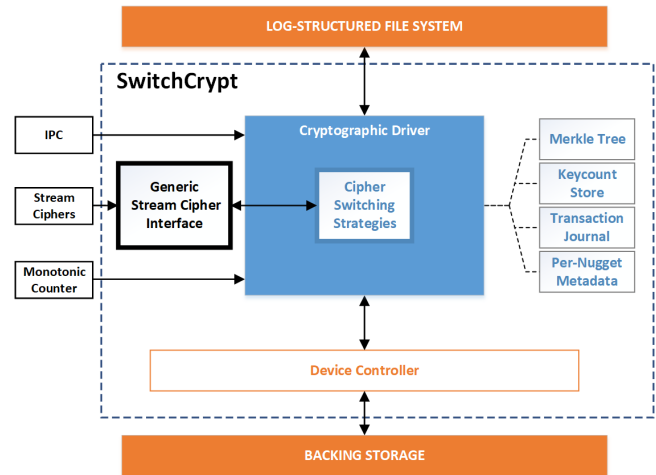 LOG-STRUCTURED FILE SYSTEM
SwitchCrypt
IPC
Stream
Ciphers
Monotonic
Counter
Generic
Stream Cipher
Interface
Cryptographic Driver
Cipher
Switching
Strategies
Merkle Tree
Keycount
Store
Transaction
Journal
Per-Nugget
Metadata
Device Controller
BACKING STORAGE